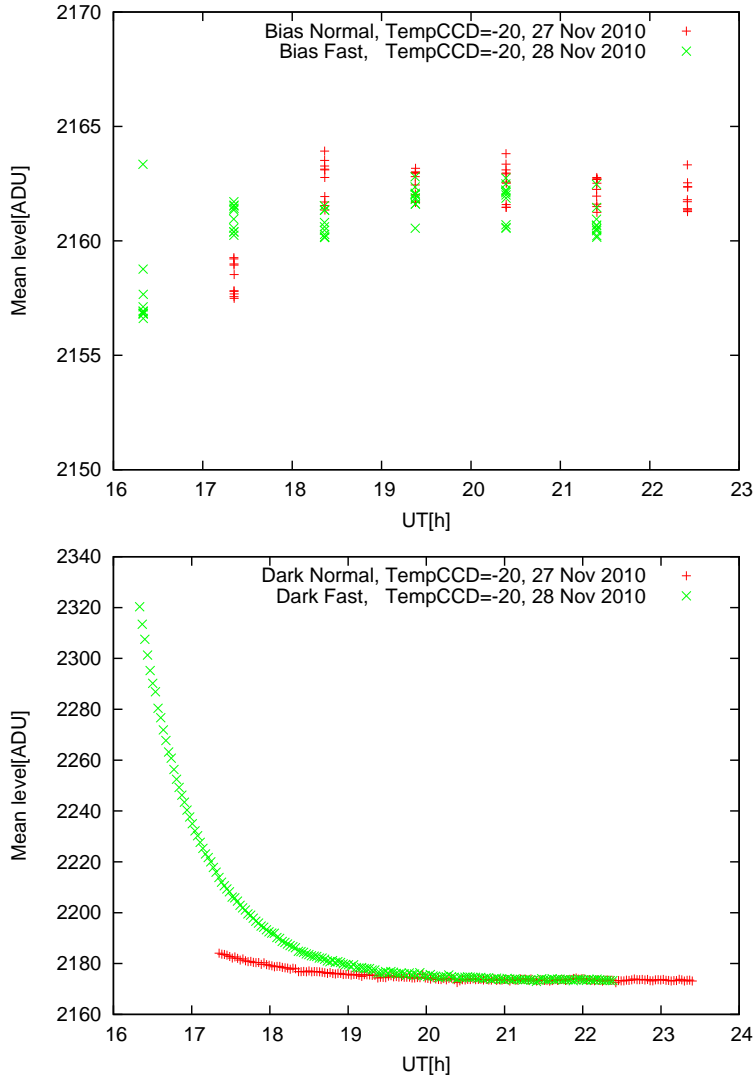 2170
2165
2160
2155
2150
Mean level[ADU]
Bias Normal, TempCCD=-20, 27 Nov 2010
Bias Fast, TempCCD=-20, 28 Nov 2010
16 17 18 19 20 21 22 23
UT[h]
2340
2320
2300
2280
2260
2240
2220
2200
2180
2160
Mean level[ADU]
Dark Normal, TempCCD=-20, 27 Nov 2010
Dark Fast, TempCCD=-20, 28 Nov 2010
16 17 18 19 20 21 22 23 24
UT[h]